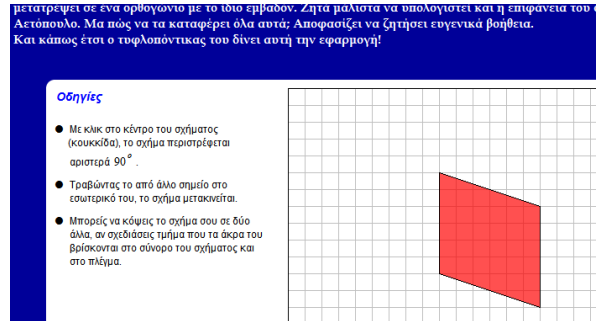 μετατρέψει σε ένα ορθογώνιο με το ίδιο εμβαδόν. Ζητά μάλιστα να υπολογιστεί και η επιφάνεια του
Αετόπουλο. Μα πώς να τα καταφέρει όλα αυτά; Αποφασίζει να ζητήσει ευγενικά βοήθεια.
Και κάπως έτσι ο τυφλοπόντικας του δίνει αυτή την εφαρμογή!
Οδηγίες
● Με κλικ στο κέντρο του σχήματος
(κουκκίδα), το σχήμα περιστρέφεται
αριστερά 90° .
● Τραβώντας το από άλλο σημείο στο
εσωτερικό του, το σχήμα μετακινείται.
● Μπορείς να κόψεις το σχήμα σου σε δύο
άλλα, αν σχεδιάσεις τμήμα που τα άκρα του
βρίσκονται στο σύνορο του σχήματος και
στο πλέγμα.